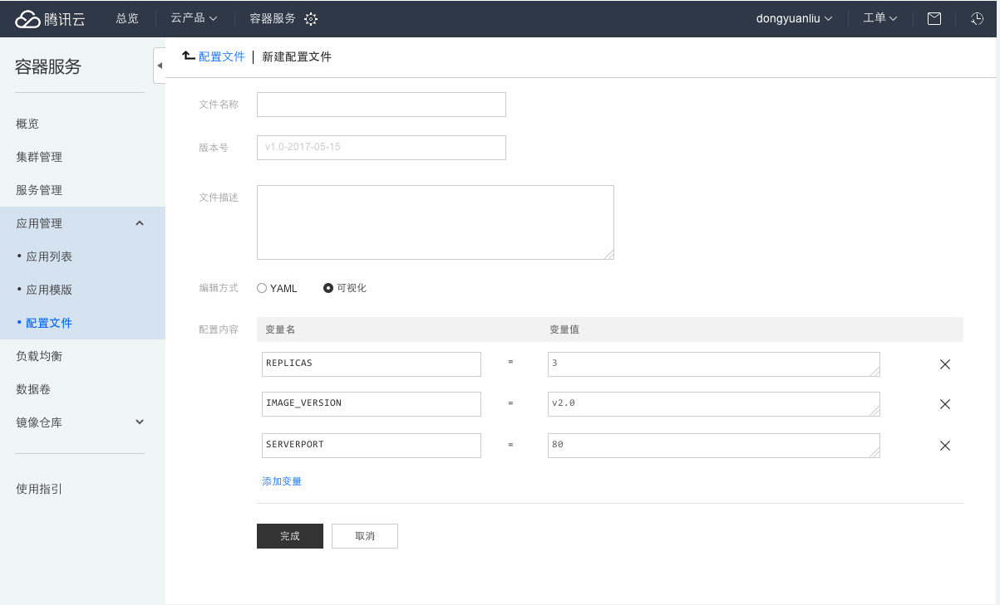 腾讯云 总览 云产品 容器服务 dongyuanliu 工单
容器服务
概览
集群管理
服务管理
应用管理
• 应用列表
• 应用模版
• 配置文件
负载均衡
数据卷
镜像仓库
使用指引
配置文件 | 新建配置文件
文件名称
版本号 v1.0-2017-05-15
文件描述
编辑方式 YAML 可视化
配置内容 变量名 变量值
REPLICAS = 3
IMAGE_VERSION = v2.0
SERVERPORT = 80
添加变量
完成 取消